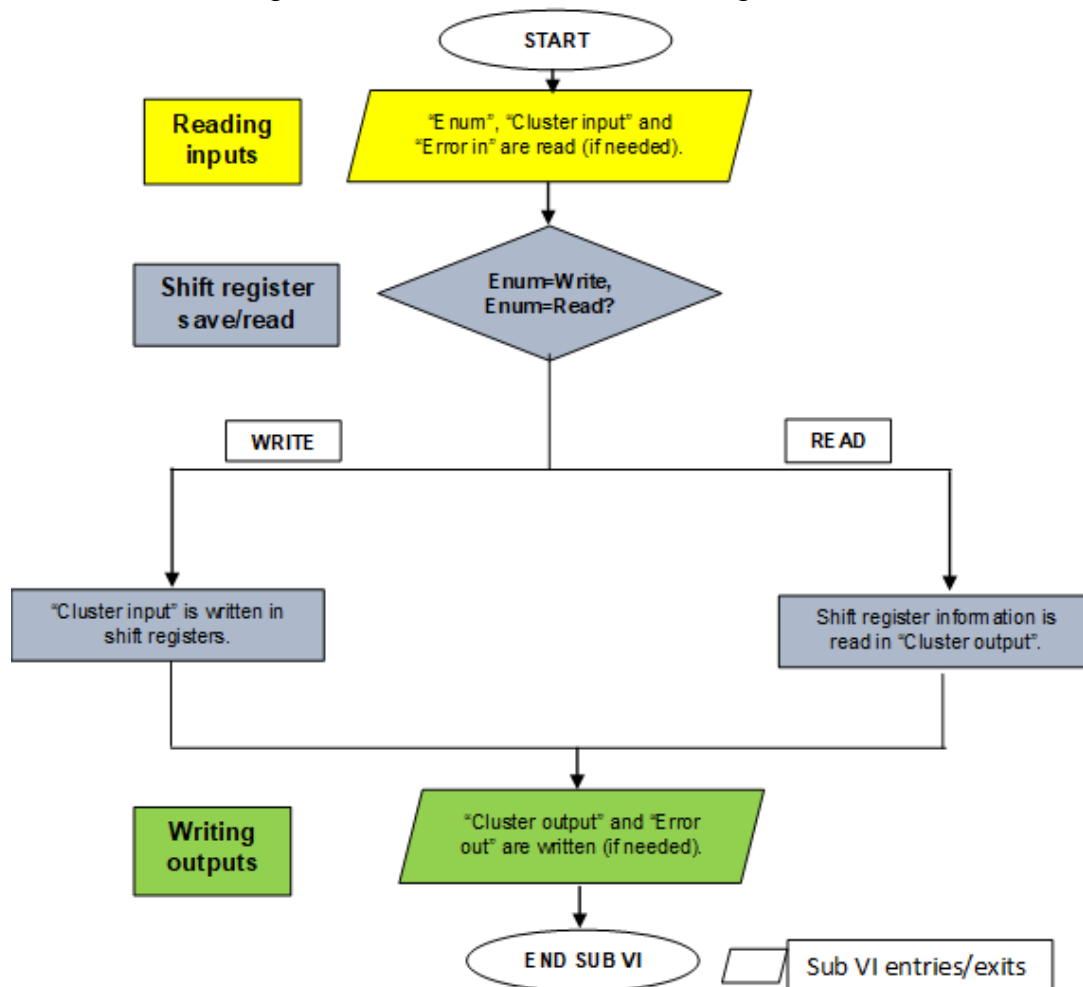 START
Reading
inputs
"Enum", "Cluster input" and
"Error in" are read (if needed).
Shift register
save/read
Enum=Write,
Enum=Read?
WRITE
READ
"Cluster input" is written in
shift registers.
Shift register information is
read in "Cluster output".
Writing
outputs
"Cluster output" and "Error
out" are written (if needed).
END SUB VI
Sub VI entries/exits